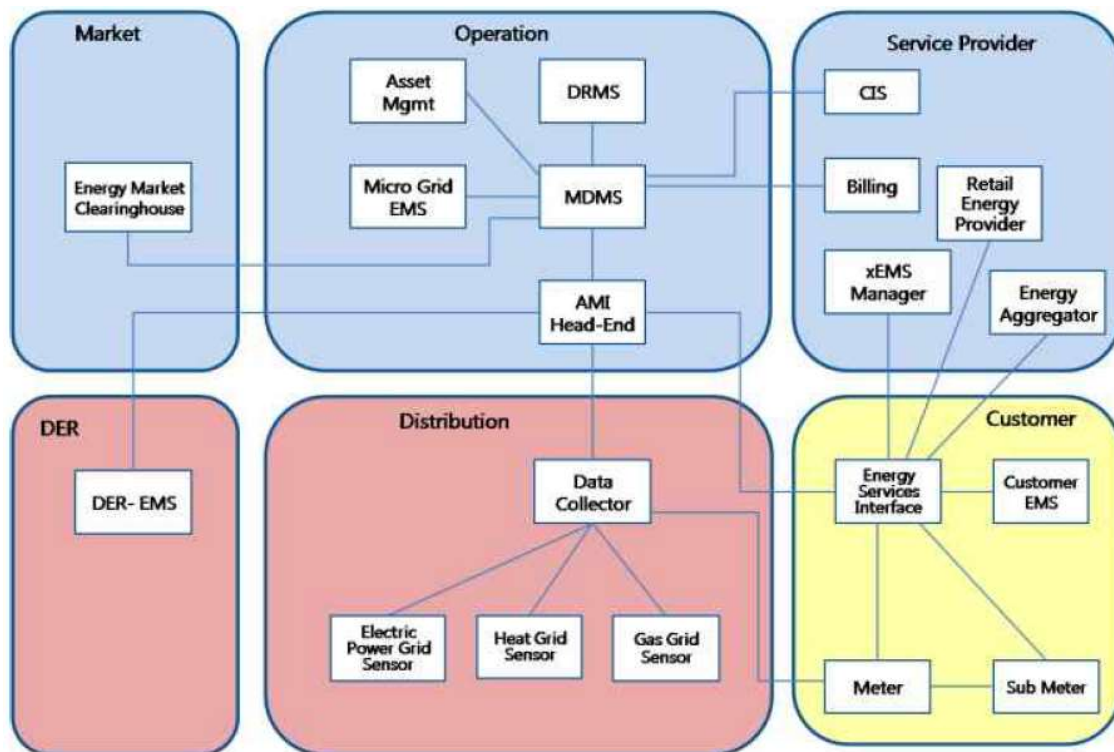 Market
Energy Market
Clearinghouse
Operation
Asset
Mgmt
DRMS
Micro Grid
EMS
MDMS
AMI
Head-End
Service Provider
CIS
Billing
Retail
Energy
Provider
xEMS
Manager
Energy
Aggregator
DER
DER- EMS
Distribution
Data
Collector
Electric
Power Grid
Sensor
Heat Grid
Sensor
Gas Grid
Sensor
Customer
Energy
Services
Interface
Customer
EMS
Meter
Sub Meter